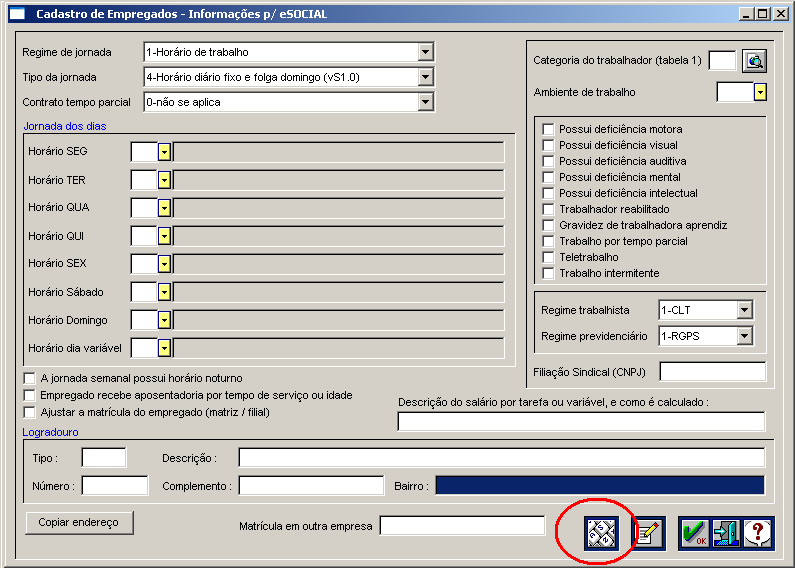 Cadastro de Empregados - Informações p/ eSOCIAL
Regime de jornada 1-Horário de trabalho
Tipo da jornada 4-Horário diário fixo e folga domingo (vS1.0)
Contrato tempo parcial 0-não se aplica
Jornada dos dias
Horário SEG
Horário TER
Horário QUA
Horário QUI
Horário SEX
Horário Sábado
Horário Domingo
Horário dia variável
A jornada semanal possui horário noturno
Empregado recebe aposentadoria por tempo de serviço ou idade
Ajustar a matrícula do empregado (matriz / filial)
Categoria do trabalhador (tabela 1)
Ambiente de trabalho
Possui deficiência motora
Possui deficiência visual
Possui deficiência auditiva
Possui deficiência mental
Possui deficiência intelectual
Trabalhador reabilitado
Gravidez de trabalhadora aprendiz
Trabalho por tempo parcial
Teletrabalho
Trabalho intermitente
Regime trabalhista 1-CLT
Regime previdenciário 1-RGPS
Filiação Sindical (CNPJ)
Descrição do salário por tarefa ou variável, e como é calculado :
Logradouro
Tipo : Descrição :
Número : Complemento : Bairro :
Copiar endereço Matrícula em outra empresa
OK ?